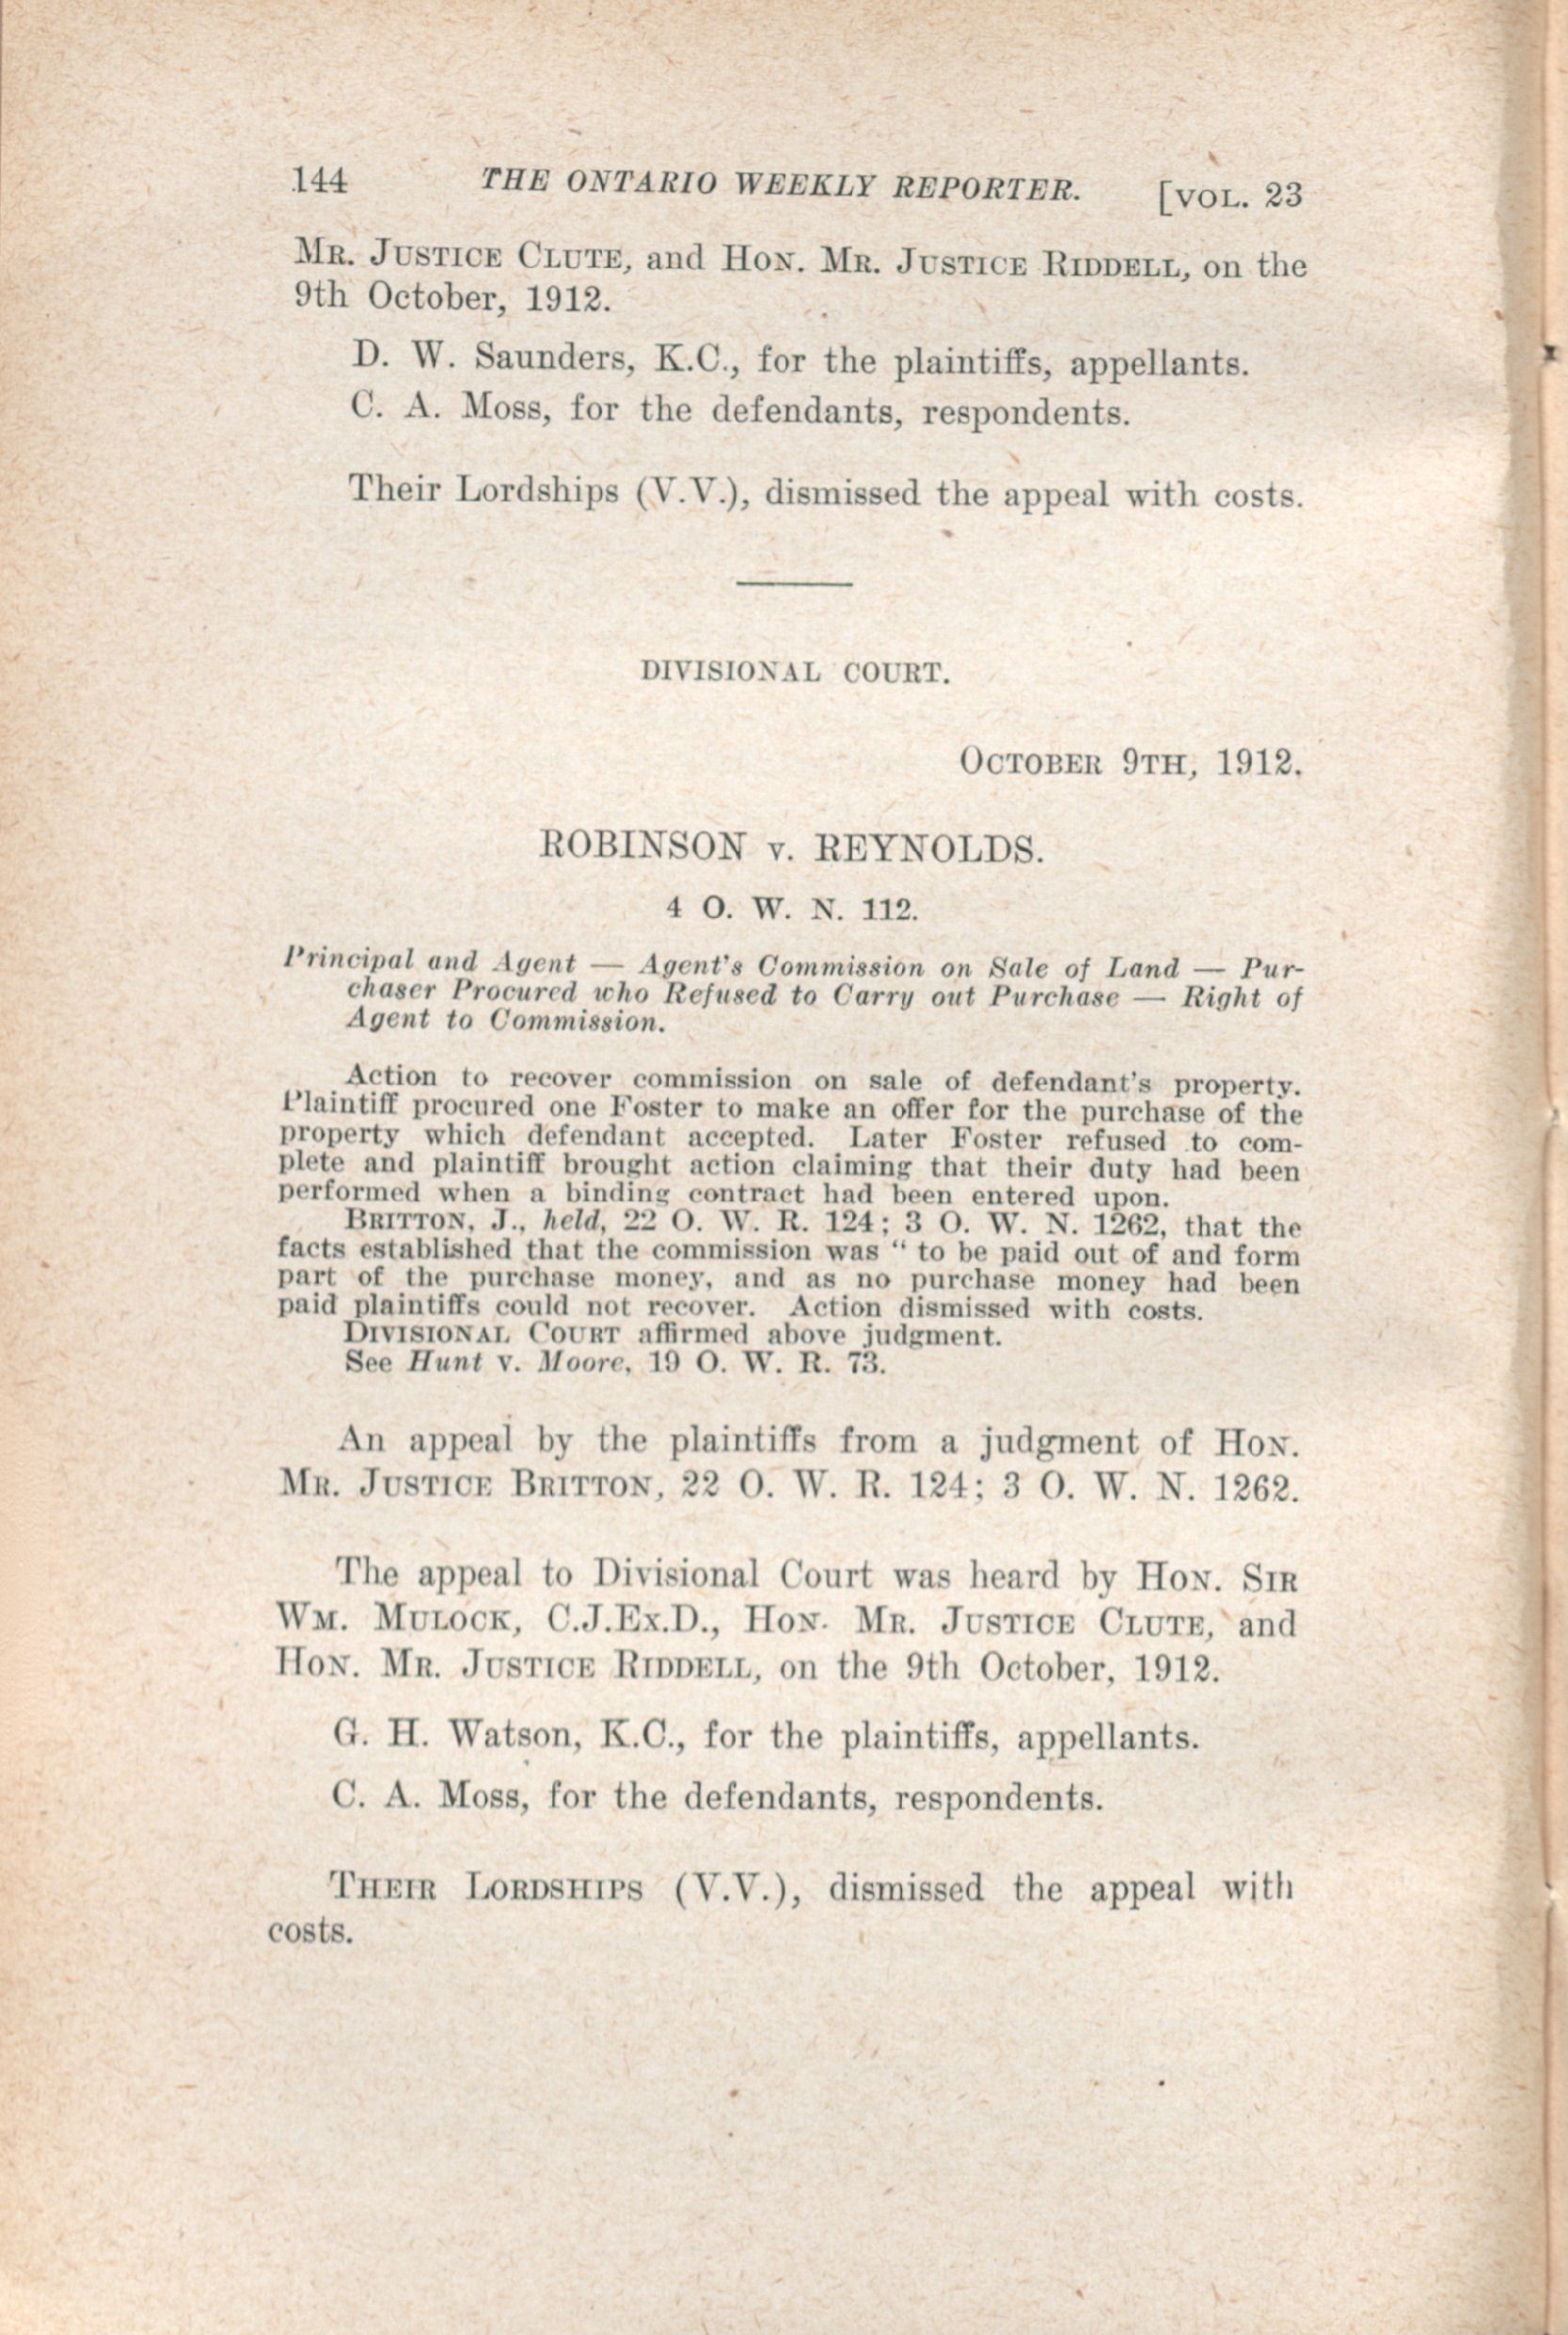 144 THE ONTARIO WEEKLY REPORTER. [VOL. 23
MR. JUSTICE CLUTE, and HON. MR. JUSTICE RIDDELL, on the
9th October, 1912.
D. W. Saunders, K.C., for the plaintiffs, appellants.
C. A. Moss, for the defendants, respondents.
Their Lordships (V.V.), dismissed the appeal with costs.
DIVISIONAL COURT.
OCTOBER 9TH, 1912.
ROBINSON v. REYNOLDS.
4 O. W. N. 112.
Principal and Agent — Agent's Commission on Sale of Land — Pur-
chaser Procured who Refused to Carry out Purchase — Right of
Agent to Commission.
Action to recover commission on sale of defendant's property.
Plaintiff procured one Foster to make an offer for the purchase of the
property which defendant accepted. Later Foster refused to com-
plete and plaintiff brought action claiming that their duty had been
performed when a binding contract had been entered upon.
BRITTON, J., held, 22 O. W. R. 124; 3 O. W. N. 1262, that the
facts established that the commission was " to be paid out of and form
part of the purchase money, and as no purchase money had been
paid plaintiffs could not recover. Action dismissed with costs.
DIVISIONAL COURT affirmed above judgment.
See Hunt v. Moore, 19 O. W. R. 73.
An appeal by the plaintiffs from a judgment of HON.
MR. JUSTICE BRITTON, 22 O. W. R. 124; 3 O. W. N. 1262.
The appeal to Divisional Court was heard by HON. SIR
WM. MULOCK, C.J.EX.D., HON. MR. JUSTICE CLUTE, and
HON. MR. JUSTICE RIDDELL, on the 9th October, 1912.
G. H. Watson, K.C., for the plaintiffs, appellants.
C. A. Moss, for the defendants, respondents.
THEIR LORDSHIPS (V.V.), dismissed the appeal with
costs.